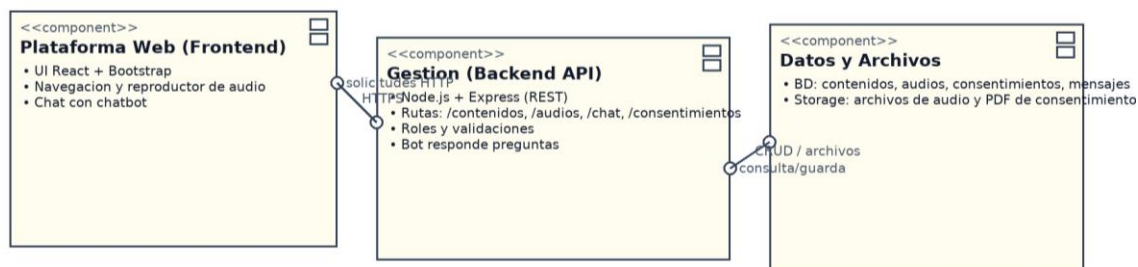 <<component>>
Plataforma Web (Frontend)
• UI React + Bootstrap
• Navegacion y reproductor de audio
• Chat con chatbot
solicitudes HTTP
HTTPS
<<component>>
Gestion (Backend API)
• Node.js + Express (REST)
• Rutas: /contenidos, /audios, /chat, /consentimientos
• Roles y validaciones
• Bot responde preguntas
CRUD / archivos
consulta/guarda
<<component>>
Datos y Archivos
• BD: contenidos, audios, consentimientos, mensajes
• Storage: archivos de audio y PDF de consentimiento